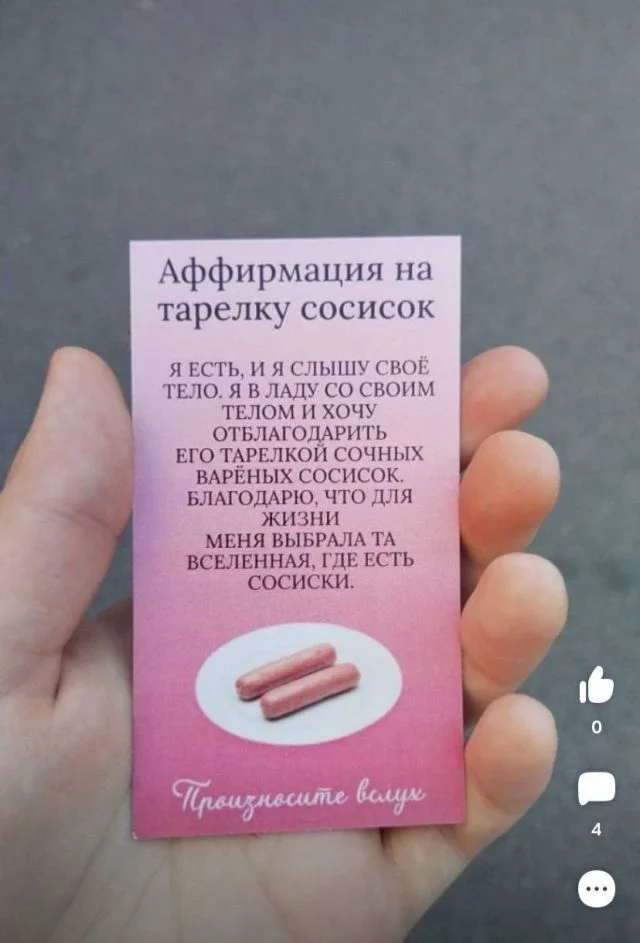 Аффирмация на
тарелку сосисок
Я ЕСТЬ, И Я СЛЫШУ СВОЁ
ТЕЛО. Я В ЛАДУ СО СВОИМ
ТЕЛОМ И ХОЧУ
ОТБЛАГОДАРИТЬ
ЕГО ТАРЕЛКОЙ СОЧНЫХ
ВАРЁНЫХ СОСИСОК.
БЛАГОДАРЮ, ЧТО ДЛЯ
ЖИЗНИ
МЕНЯ ВЫБРАЛА ТА
ВСЕЛЕННАЯ, ГДЕ ЕСТЬ
СОСИСКИ.
Произносите вслух
0
4